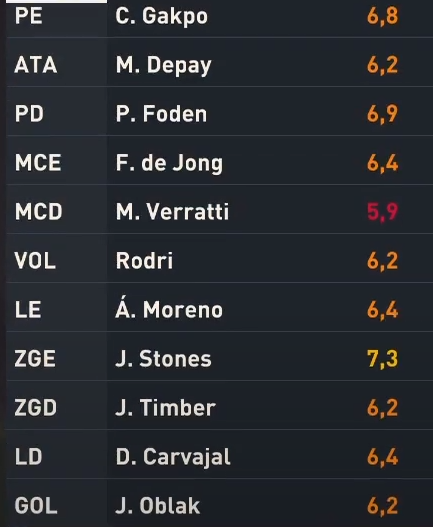 PE C. Gakpo 6,8
ATA M. Depay 6,2
PD P. Foden 6,9
MCE F. de Jong 6,4
MCD M. Verratti 5,9
VOL Rodri 6,2
LE Á. Moreno 6,4
ZGE J. Stones 7,3
ZGD J. Timber 6,2
LD D. Carvajal 6,4
GOL J. Oblak 6,2